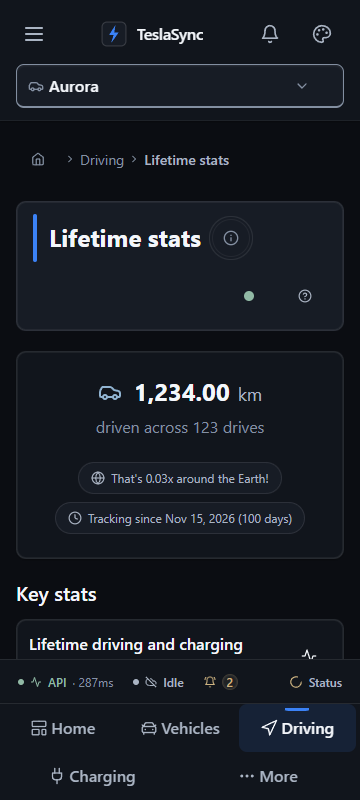 TeslaSync
Aurora
Driving
Lifetime stats
Lifetime stats
1,234.00 km
driven across 123 drives
That's 0.03x around the Earth!
Tracking since Nov 15, 2026 (100 days)
Key stats
Lifetime driving and charging
API · 287ms Idle 2 Status
Home Vehicles Driving
Charging More